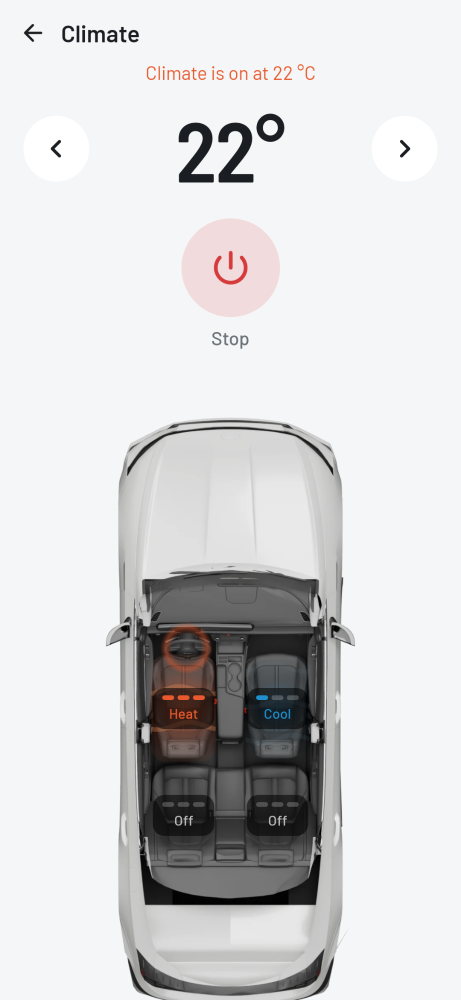 Climate
Climate is on at 22 °C
22°
Stop
Heat Cool
Off Off